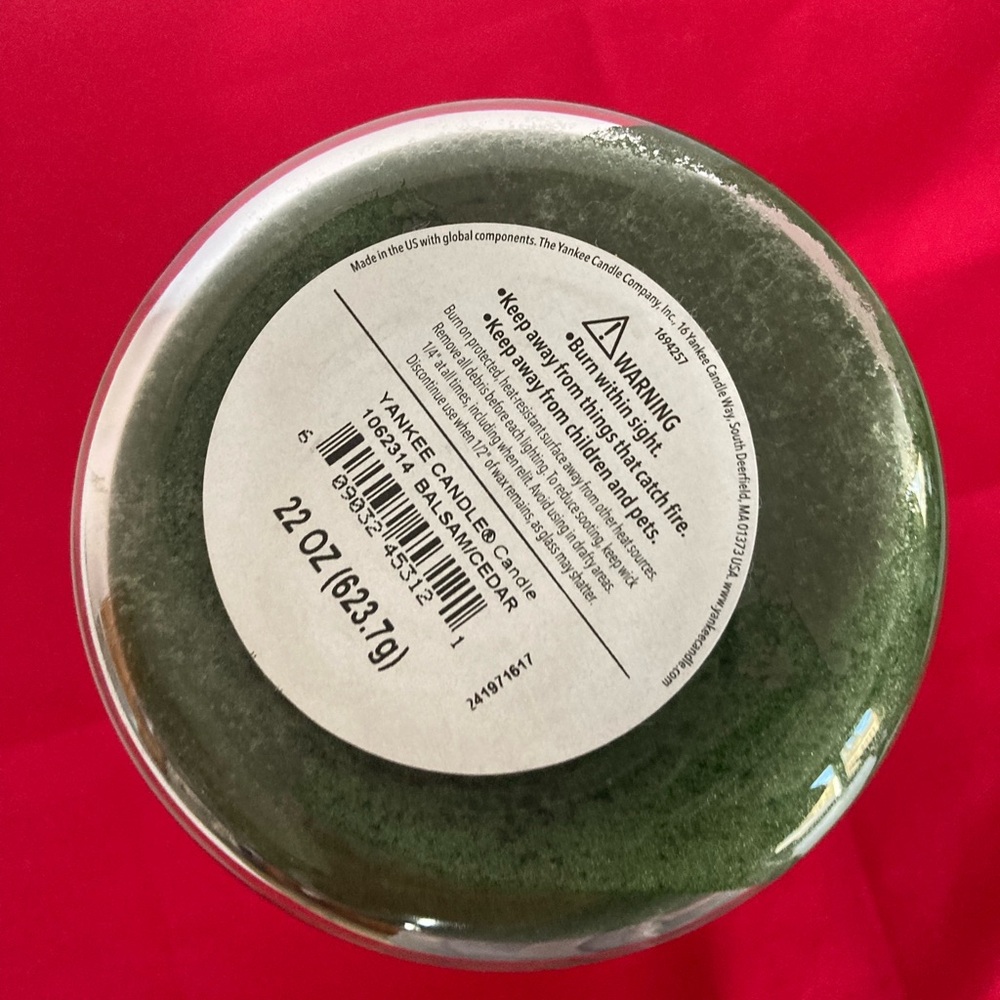 Made in the US with global components. The Yankee Candle Company, Inc., 16 Yankee Candle Way, South Deerfield, MA 01373 USA. www.yankeecandle.com
1694257
WARNING
•Burn within sight.
•Keep away from things that catch fire.
•Keep away from children and pets.
Burn on protected, heat-resistant surface away from other heat sources.
Remove all debris before each lighting. To reduce sooting, keep wick
1/4" at all times, including when relit. Avoid using in drafty areas.
Discontinue use when 1/2" of wax remains, as glass may shatter.
YANKEE CANDLE® Candle
1062314 BALSAM/CEDAR
6 09032 45312 1
22 OZ (623.7g)
241971617